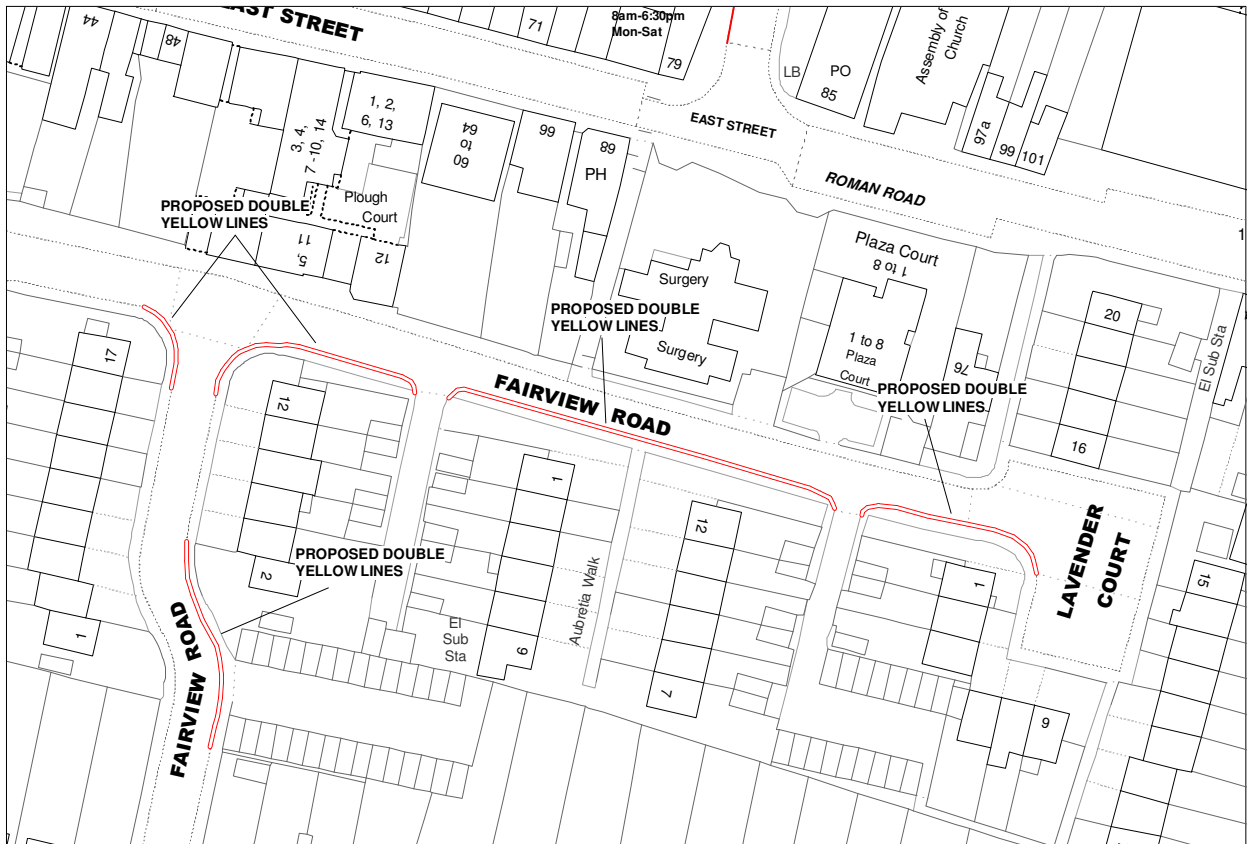 EAST STREET
44
48
71
8am-6:30pm
Mon-Sat
79
LB
PO
85
Assembly of
Church
97a
99
101
1, 2,
6, 13
3, 4,
7 -10, 14
60
to
64
66
68
PH
EAST STREET
ROMAN ROAD
PROPOSED DOUBLE
YELLOW LINES
Plough
Court
5,
11
12
Surgery
Surgery
Plaza Court
1 to 8
1 to 8
Plaza
Court
76
20
16
El Sub Sta
1
PROPOSED DOUBLE
YELLOW LINES
PROPOSED DOUBLE
YELLOW LINES
FAIRVIEW ROAD
17
12
2
1
PROPOSED DOUBLE
YELLOW LINES
FAIRVIEW ROAD
El
Sub
Sta
1
9
Aubretia Walk
12
7
1
9
LAVENDER
COURT
15